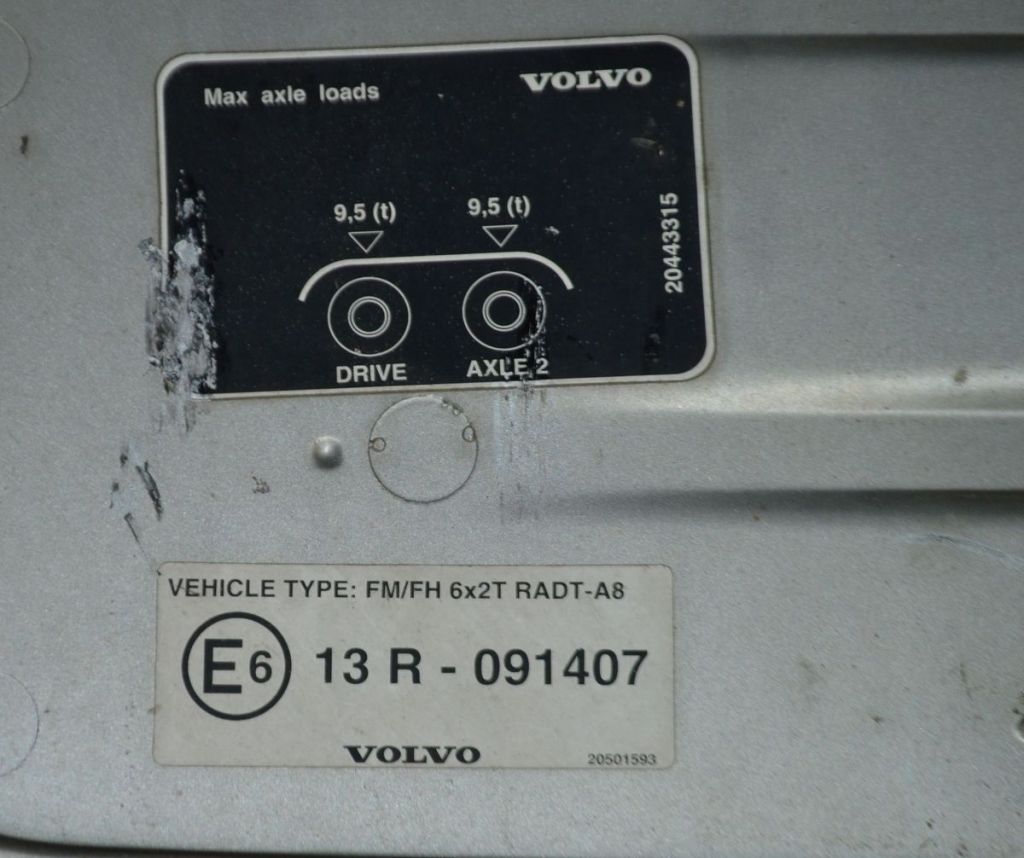 Max axle loads
VOLVO
9,5 (t)
9,5 (t)
20443315
DRIVE
AXLE 2
VEHICLE TYPE: FM/FH 6x2T RADT-A8
E6 13 R - 091407
VOLVO
20501593